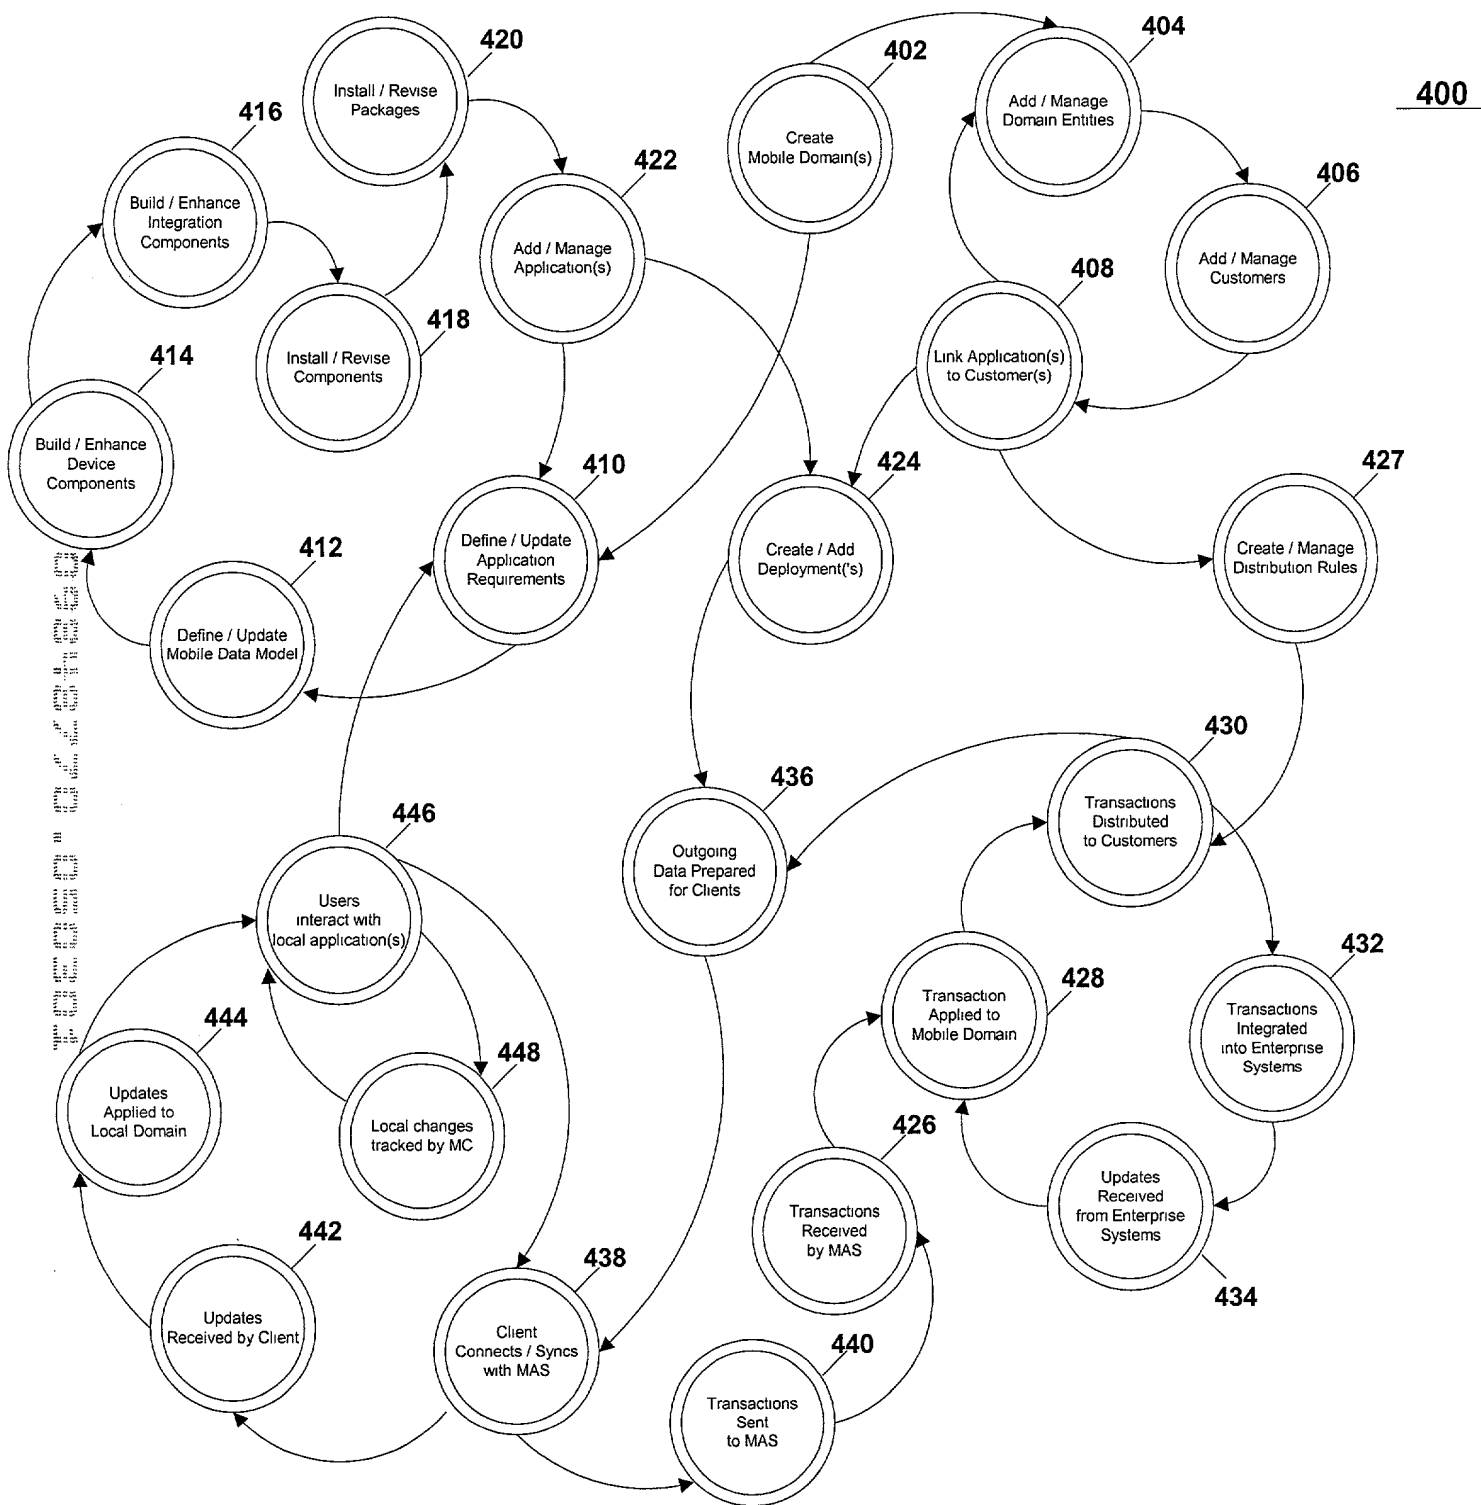 400
420
Install / Revise
Packages
402
Create
Mobile Domain(s)
404
Add / Manage
Domain Entities
416
Build / Enhance
Integration
Components
422
Add / Manage
Application(s)
406
Add / Manage
Customers
418
Install / Revise
Components
408
Link Application(s)
to Customer(s)
414
Build / Enhance
Device
Components
410
Define / Update
Application
Requirements
424
Create / Add
Deployment('s)
427
Create / Manage
Distribution Rules
412
Define / Update
Mobile Data Model
430
Transactions
Distributed
to Customers
436
Outgoing
Data Prepared
for Clients
446
Users
interact with
local application(s)
432
Transactions
Integrated
into Enterprise
Systems
428
Transaction
Applied to
Mobile Domain
444
Updates
Applied to
Local Domain
448
Local changes
tracked by MC
426
Transactions
Received
by MAS
434
Updates
Received
from Enterprise
Systems
442
Updates
Received by Client
438
Client
Connects / Syncs
with MAS
440
Transactions
Sent
to MAS